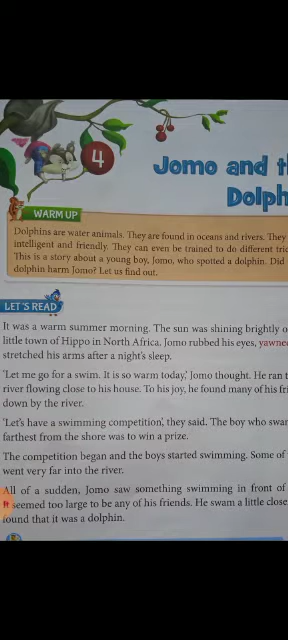 4
Jomo and
Dolph
WARM UP
Dolphins are water animals. They are found in oceans and rivers. They
intelligent and friendly. They can even be trained to do different
This is a story about a young boy, Jomo, who spotted a dolphin. Did
dolphin harm Jomo? Let us find out.
LET'S READ
It was a warm summer morning. The sun was shining brightly
little town of Hippo in North Africa. Jomo rubbed his eyes,
stretched his arms after a night's sleep.
'Let me go for a swim. It is so warm today,' Jomo thought. He ran
river flowing close to his house. To his joy, he found many of his
down by the river.
'Let's have a swimming competition', they said. The boy who
farthest from the shore was to win a prize.
The competition began and the boys started swimming. Some of
went very far into the river.
All of a sudden, Jomo saw something swimming in front of
It seemed too large to be any of his friends. He swam a little
found that it was a dolphin.